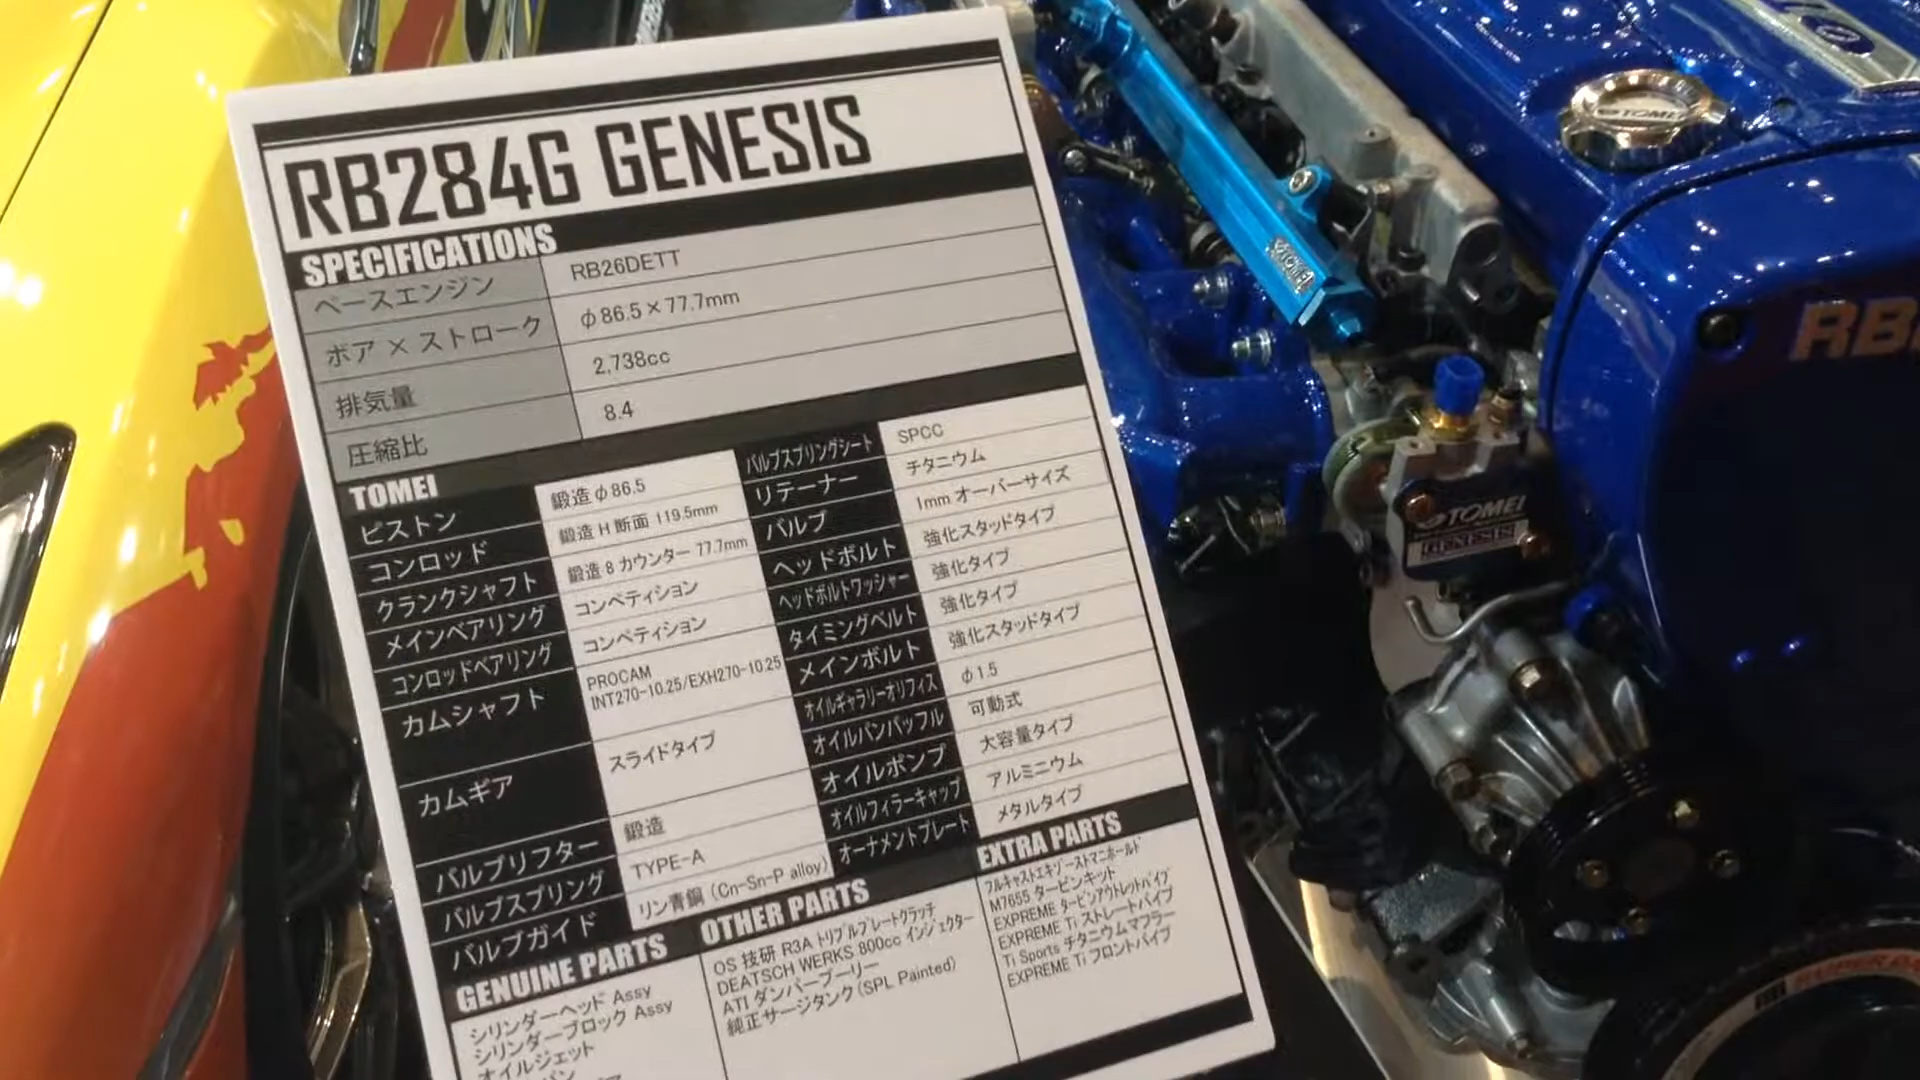 RB284G GENESIS
SPECIFICATIONS
ベースエンジン RB26DETT
ボア × ストローク φ86.5×77.7mm
排気量 2,738cc
圧縮比 8.4
TOMEI
ピストン 鍛造φ86.5
コンロッド 鍛造 H 断面 119.5mm
クランクシャフト 鍛造 8 カウンター 77.7mm
メインベアリング コンペティション
コンロッドベアリング コンペティション
カムシャフト PROCAM
INT270-10.25/EXH270-10.25
カムギア スライドタイプ
バルブリフター 鍛造
バルブスプリング TYPE-A
バルブガイド リン青銅 (Cn-Sn-P alloy)
バルブスプリングシート SPCC
リテーナー チタニウム
バルブ 1mm オーバーサイズ
ヘッドボルト 強化スタッドタイプ
ヘッドボルトワッシャー 強化タイプ
タイミングベルト 強化タイプ
メインボルト 強化スタッドタイプ
オイルギャラリーオリフィス φ1.5
オイルパンバッフル 可動式
オイルポンプ 大容量タイプ
オイルフィラーキャップ アルミニウム
オーナメントプレート メタルタイプ
GENUINE PARTS
シリンダーヘッド Assy
シリンダーブロック Assy
オイルジェット
OTHER PARTS
OS 技研 R3A トリプルプレートクラッチ
DEATSCH WERKS 800cc インジェクター
ATI ダンパープーリー
純正サージタンク(SPL Painted)
EXTRA PARTS
フルキャストエキゾーストマニホールド
M7655 タービンキット
EXPREME タービンアウトレットパイプ
EXPREME Ti ストレートパイプ
Ti Sports チタニウムマフラー
EXPREME Ti フロントパイプ
TOMEI
TOMEI
TOMEI